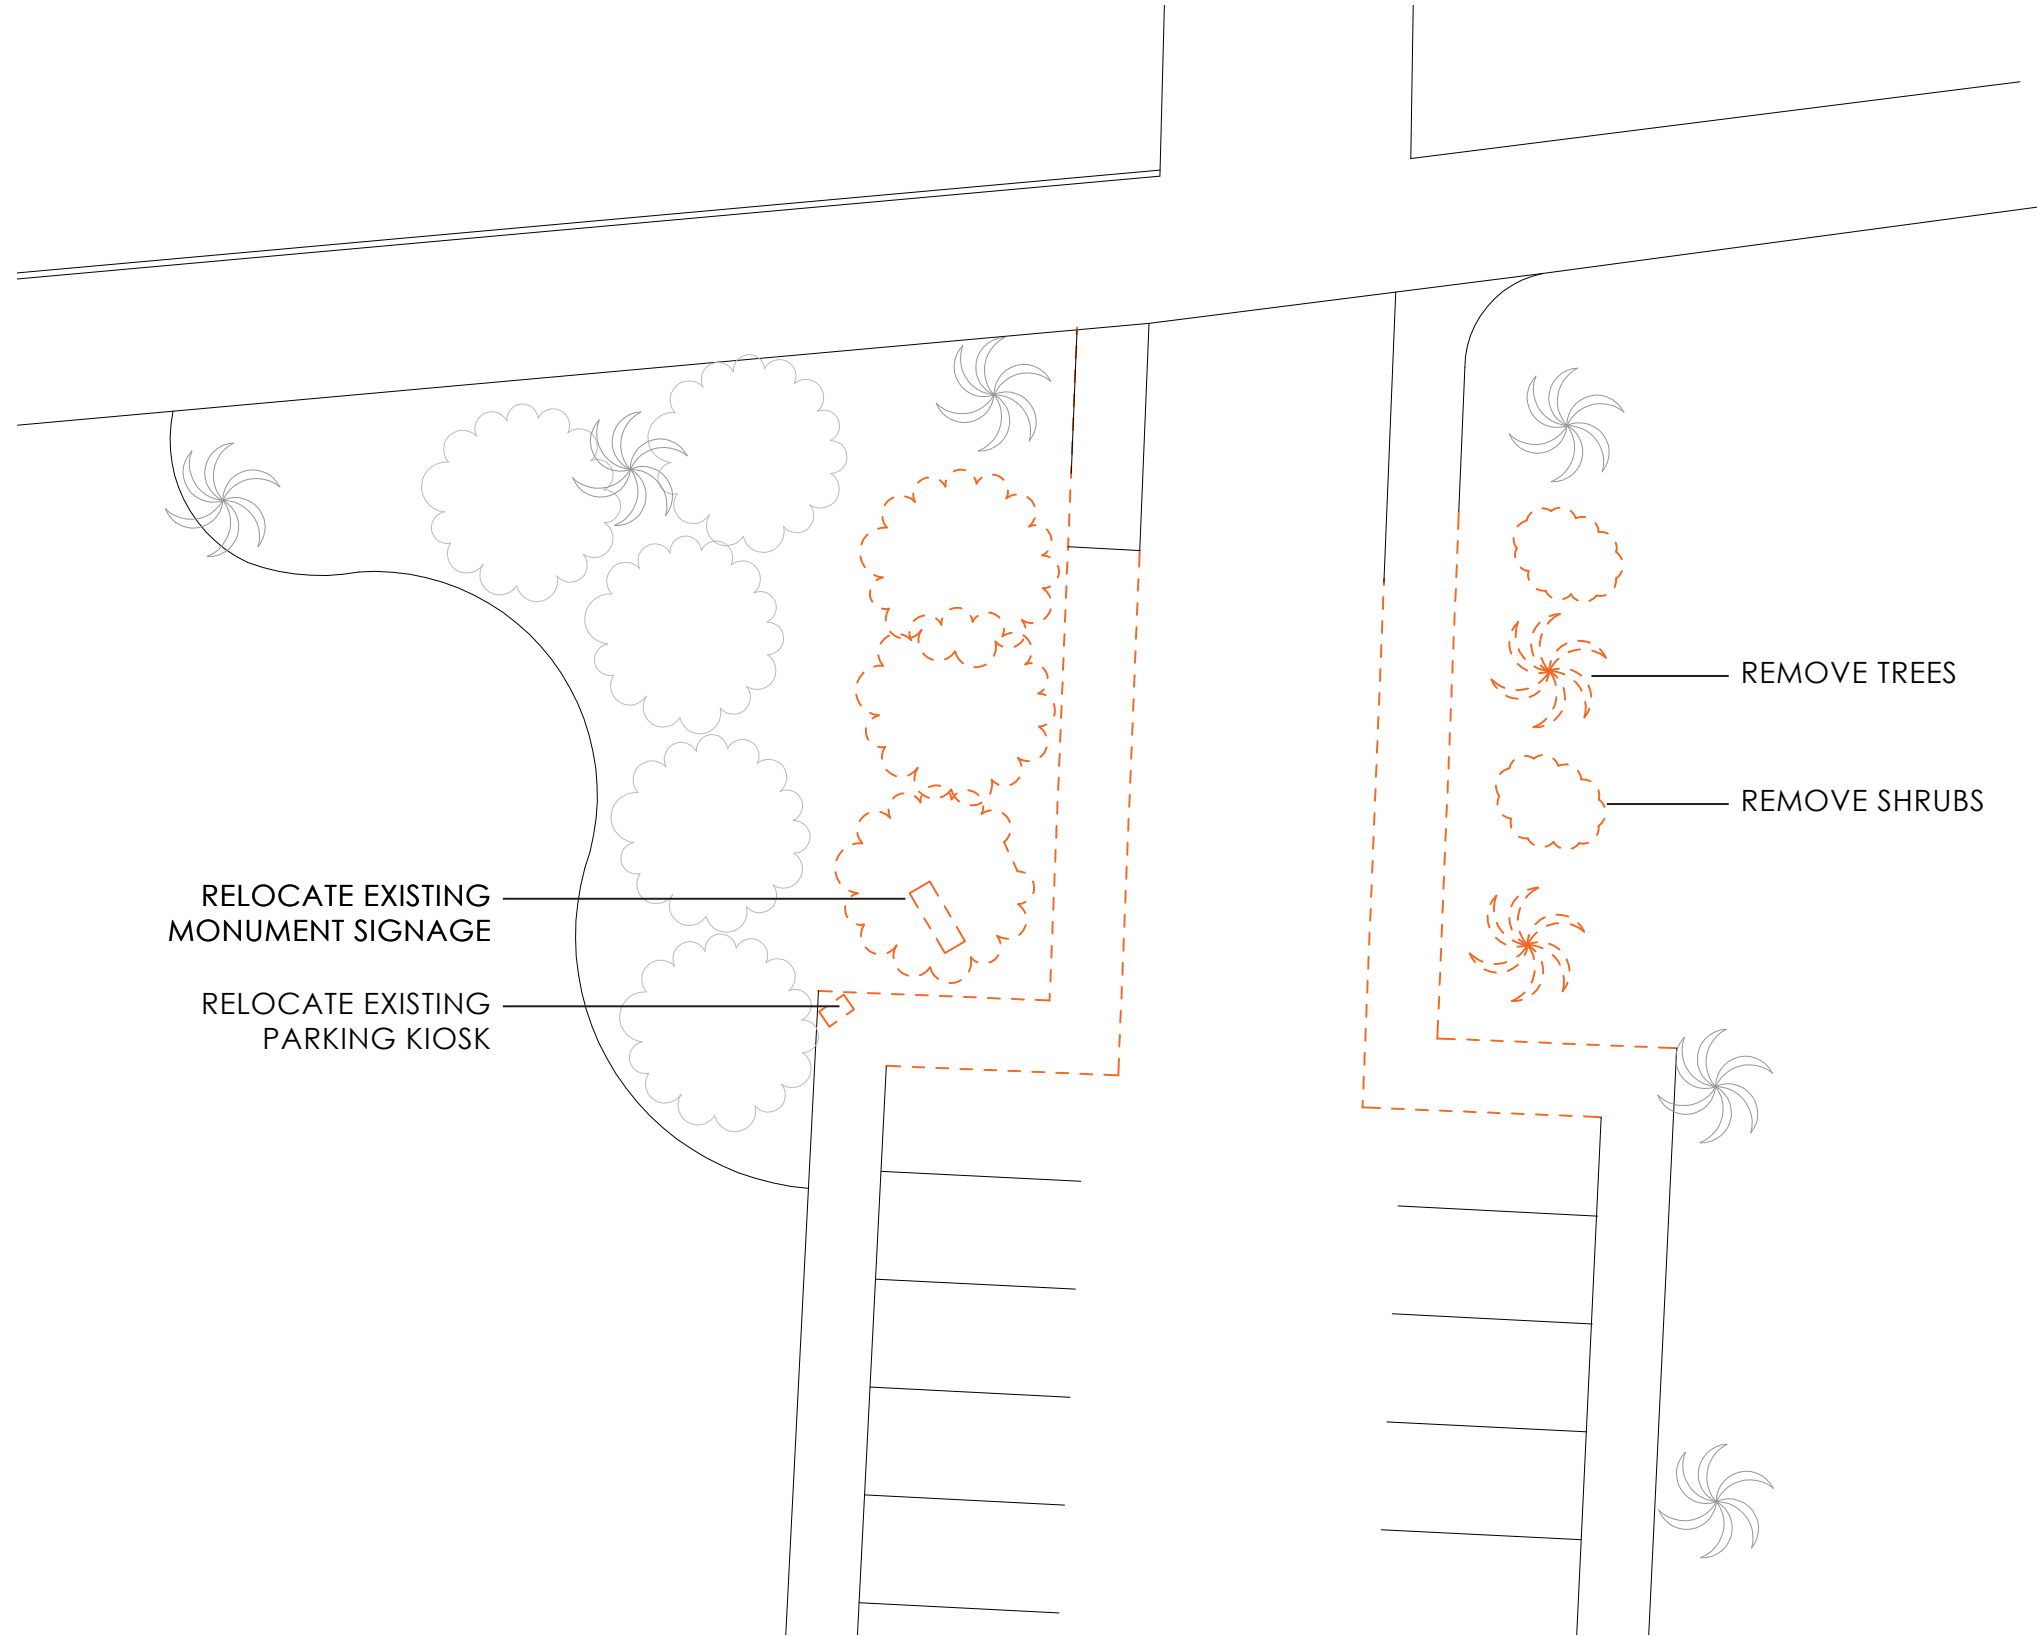 REMOVE TREES
REMOVE SHRUBS
RELOCATE EXISTING
MONUMENT SIGNAGE
RELOCATE EXISTING
PARKING KIOSK